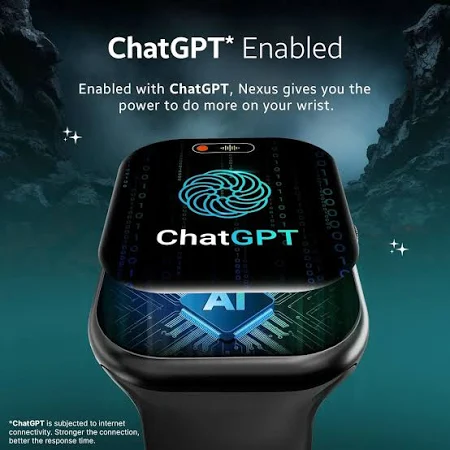 ChatGPT* Enabled
Enabled with ChatGPT, Nexus gives you the
power to do more on your wrist.
ChatGPT
AI
*ChatGPT is subjected to internet
connectivity. Stronger the connection,
better the response time.